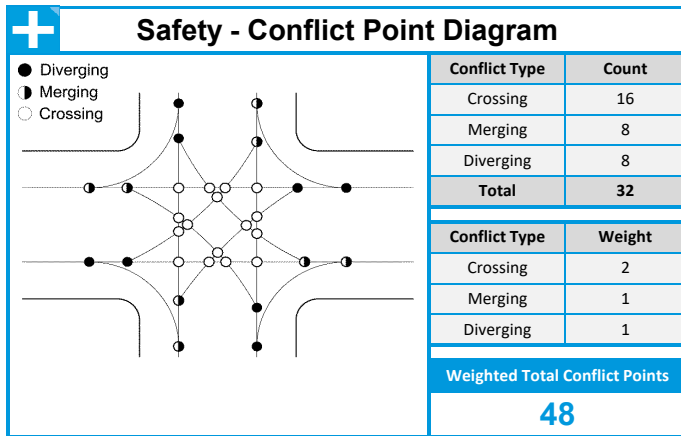 Safety - Conflict Point Diagram
Diverging
Merging
Crossing
Conflict Type Count
Crossing 16
Merging 8
Diverging 8
Total 32
Conflict Type Weight
Crossing 2
Merging 1
Diverging 1
Weighted Total Conflict Points
48